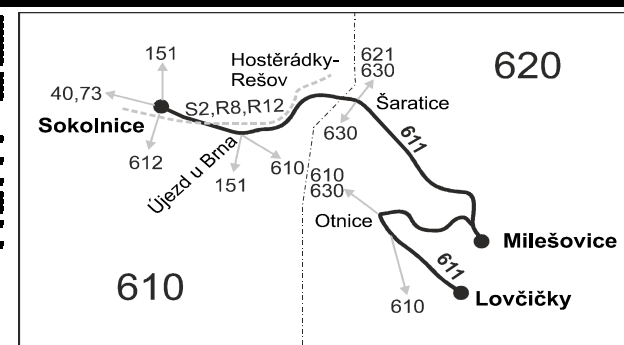 151
Hostěrádky-
Rešov
621
630
620
40,73
S2,R8,R12
Šaratice
Sokolnice
630
611
612
Újezd u Brna
151
610
610
630
Otnice
Milešovice
611
610
610
Lovčičky